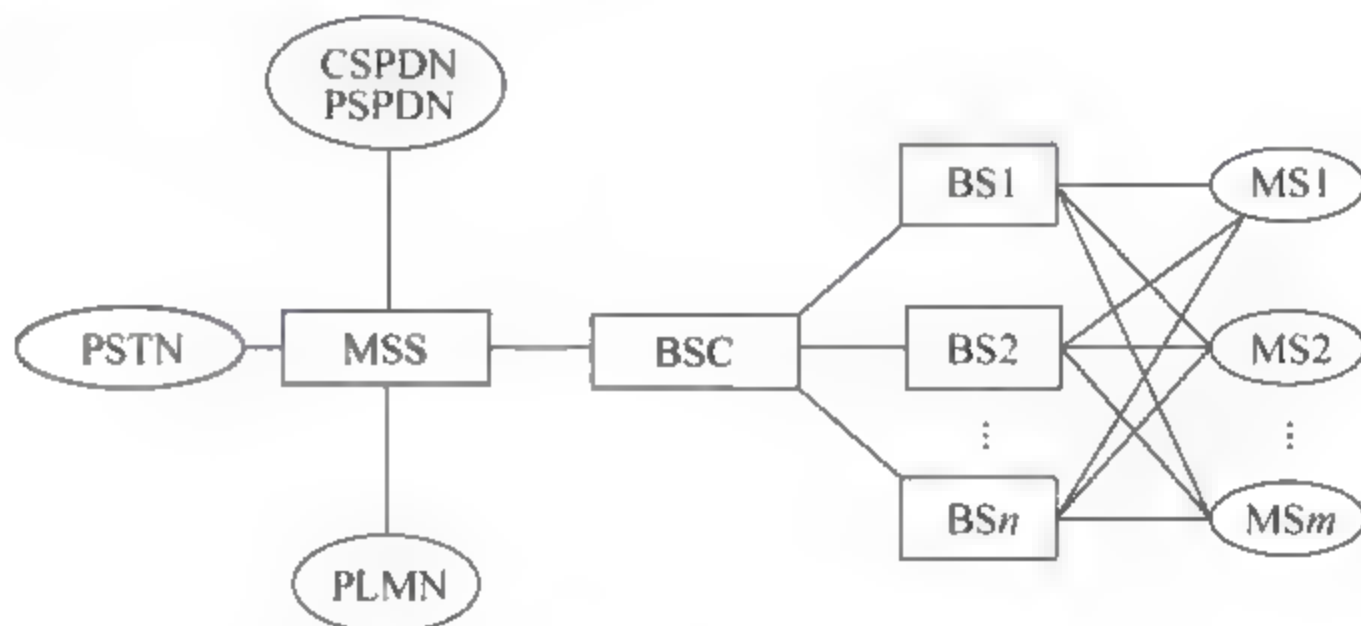 CSPDN
PSPDN
BS1
MS1
PSTN
MSS
BSC
BS2
MS2
⋮
⋮
BSn
MSm
PLMN